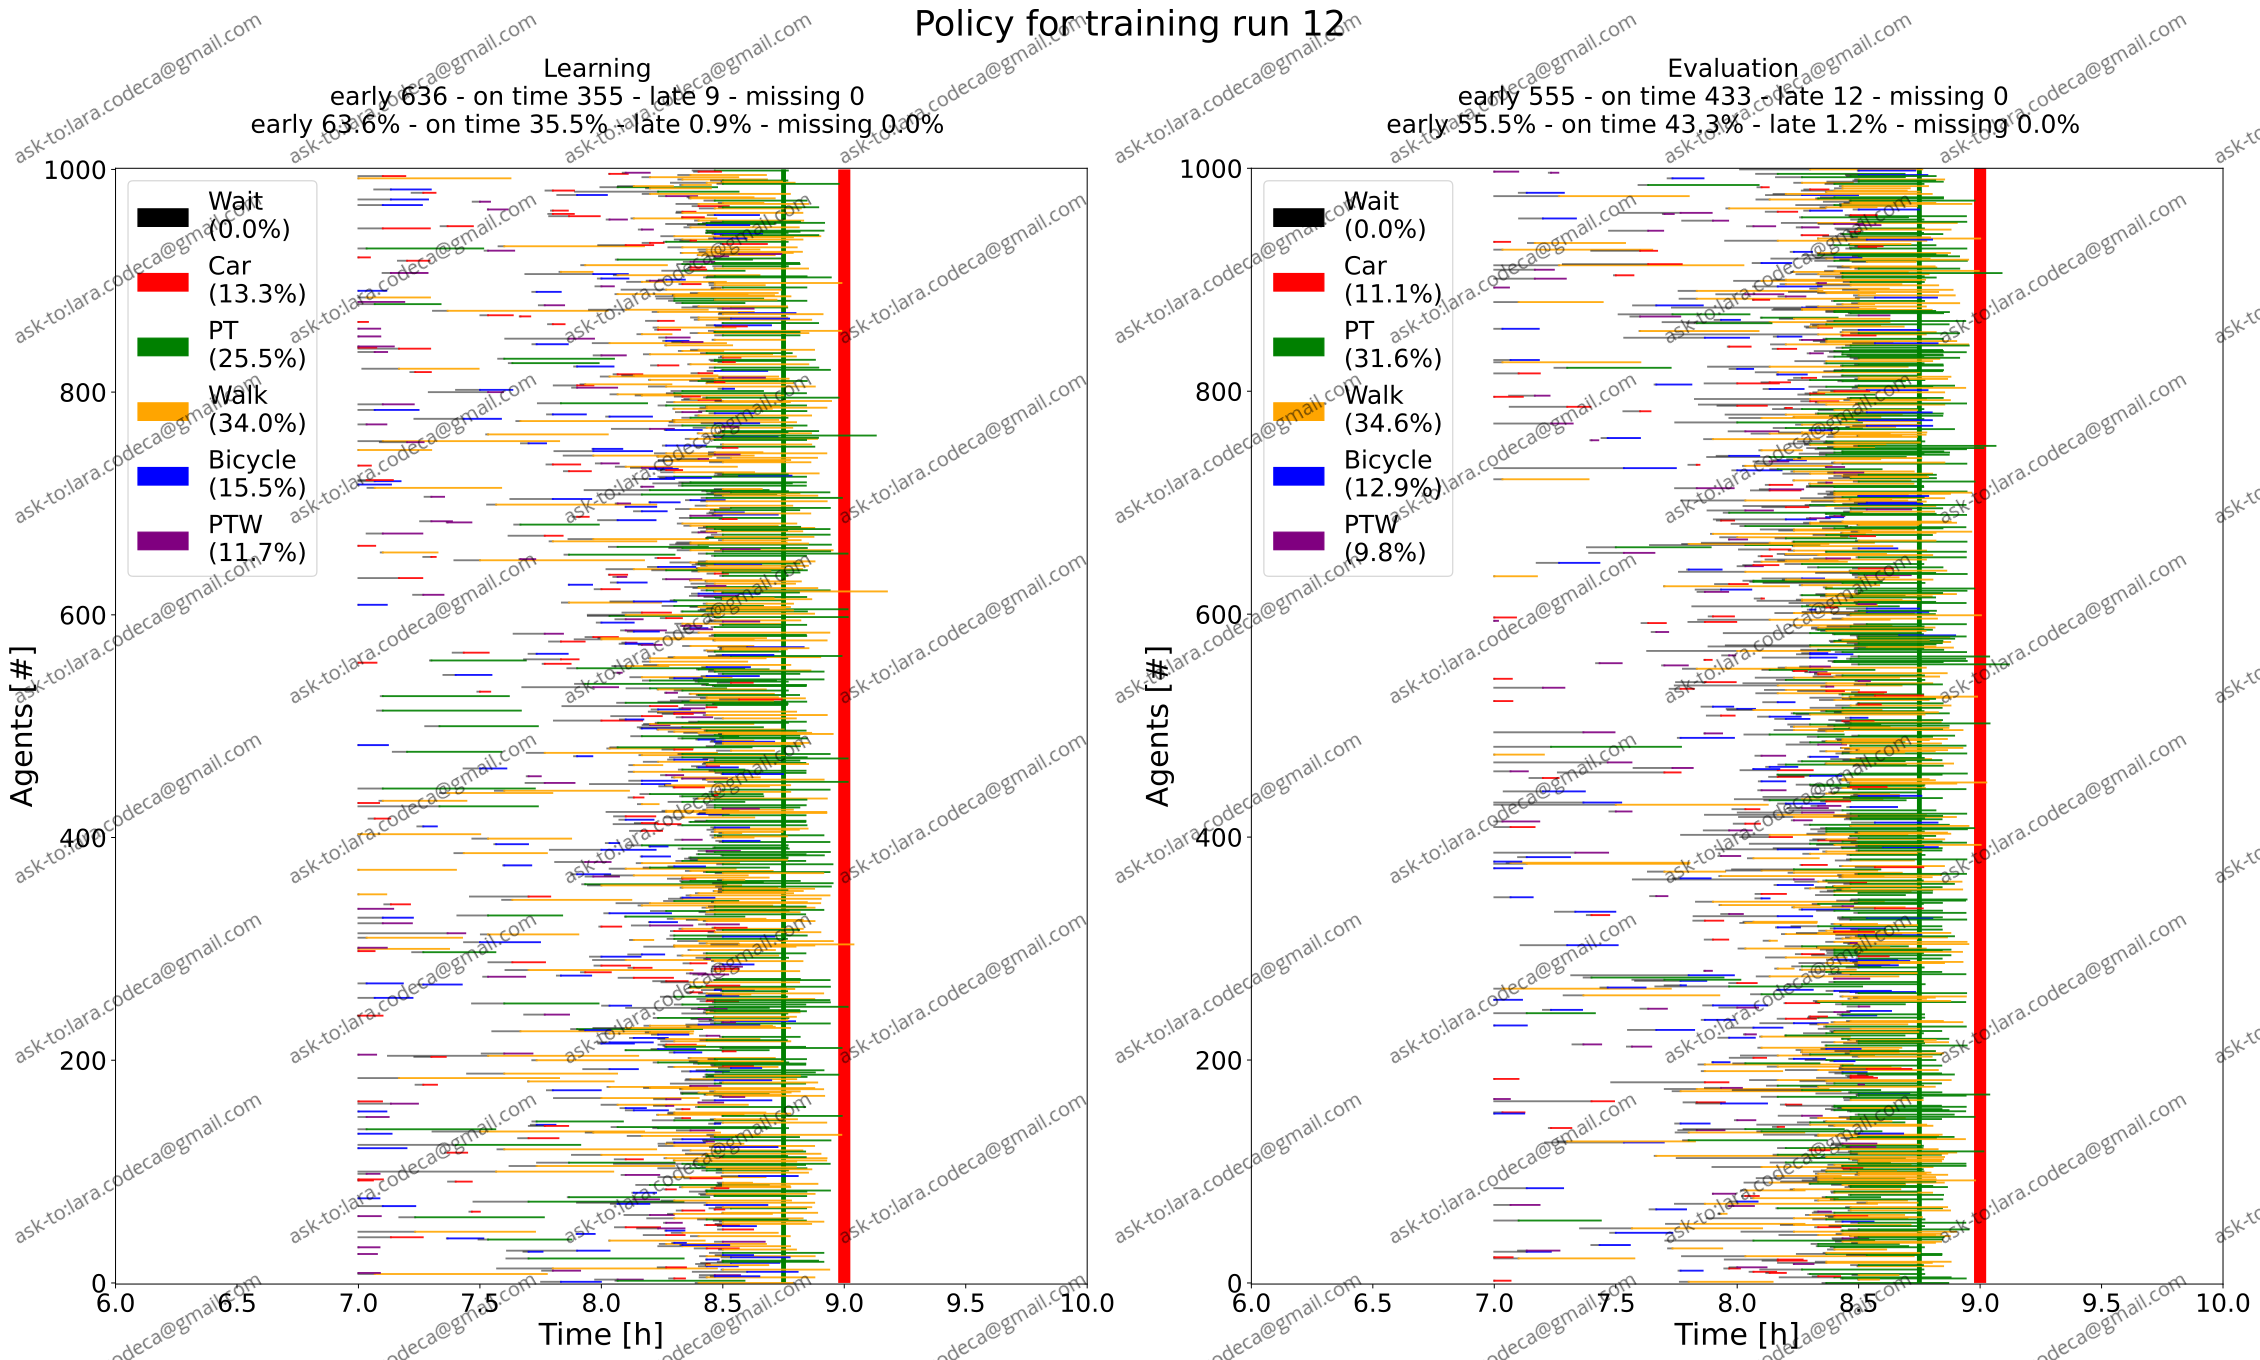 Policy for training run 12
Learning
early 636 - on time 355 - late 9 - missing 0
early 63.6% - on time 35.5% - late 0.9% - missing 0.0%
1000
800
600
400
200
0
Agents [#]
Wait
(0.0%)
Car
(13.3%)
PT
(25.5%)
Walk
(34.0%)
Bicycle
(15.5%)
PTW
(11.7%)
6.0 6.5 7.0 7.5 8.0 8.5 9.0 9.5 10.0
Time [h]
Evaluation
early 555 - on time 433 - late 12 - missing 0
early 55.5% - on time 43.3% - late 1.2% - missing 0.0%
1000
800
600
400
200
0
Agents [#]
Wait
(0.0%)
Car
(11.1%)
PT
(31.6%)
Walk
(34.6%)
Bicycle
(12.9%)
PTW
(9.8%)
6.0 6.5 7.0 7.5 8.0 8.5 9.0 9.5 10.0
Time [h]
ask-to:lara.codeca@gmail.com